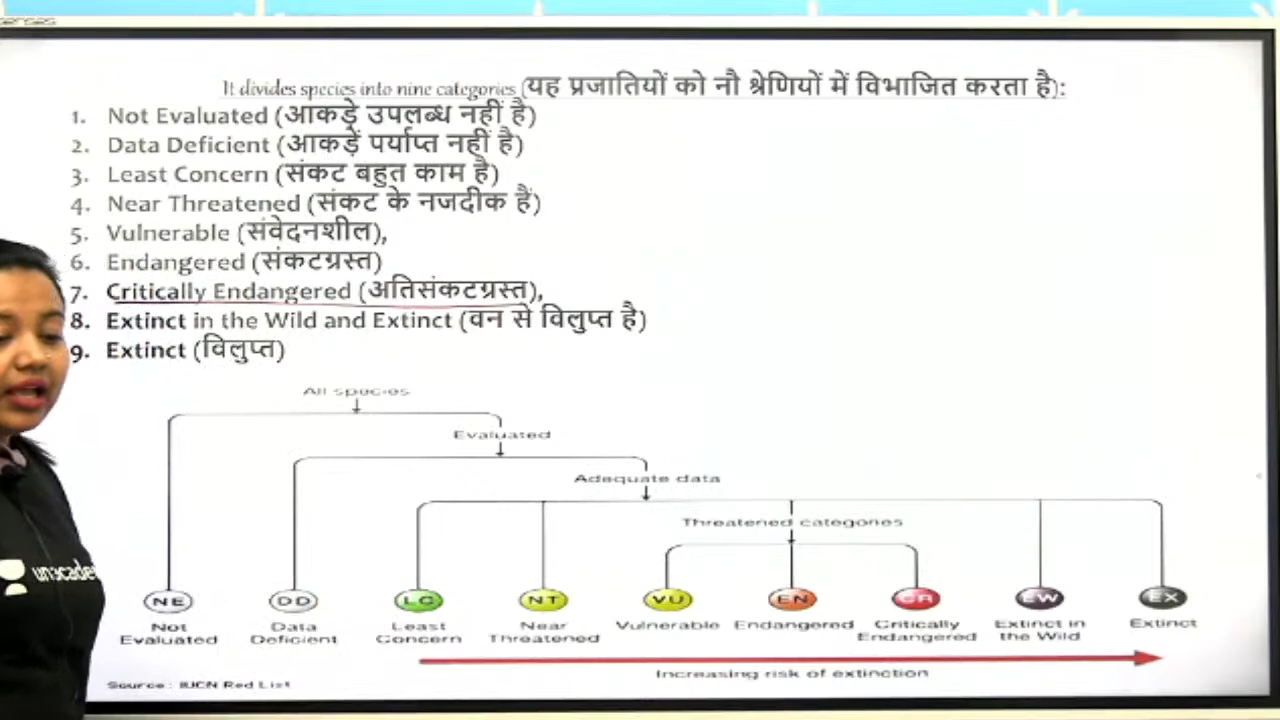 It divides species into nine categories (यह प्रजातियों को नौ श्रेणियों में विभाजित करता है):
1. Not Evaluated (आकड़े उपलब्ध नहीं है)
2. Data Deficient (आकड़ें पर्याप्त नहीं है)
3. Least Concern (संकट बहुत काम है)
4. Near Threatened (संकट के नजदीक हैं)
5. Vulnerable (संवेदनशील),
6. Endangered (संकटग्रस्त)
7. Critically Endangered (अतिसंकटग्रस्त),
8. Extinct in the Wild and Extinct (वन से विलुप्त है)
9. Extinct (विलुप्त)
All species
Evaluated
Adequate data
Threatened categories
NE DD LC NT VU EN CR EW EX
Not Evaluated
Data Deficient
Least Concern
Near Threatened
Vulnerable
Endangered
Critically Endangered
Extinct in the Wild
Extinct
Increasing risk of extinction
Source: IUCN Red List